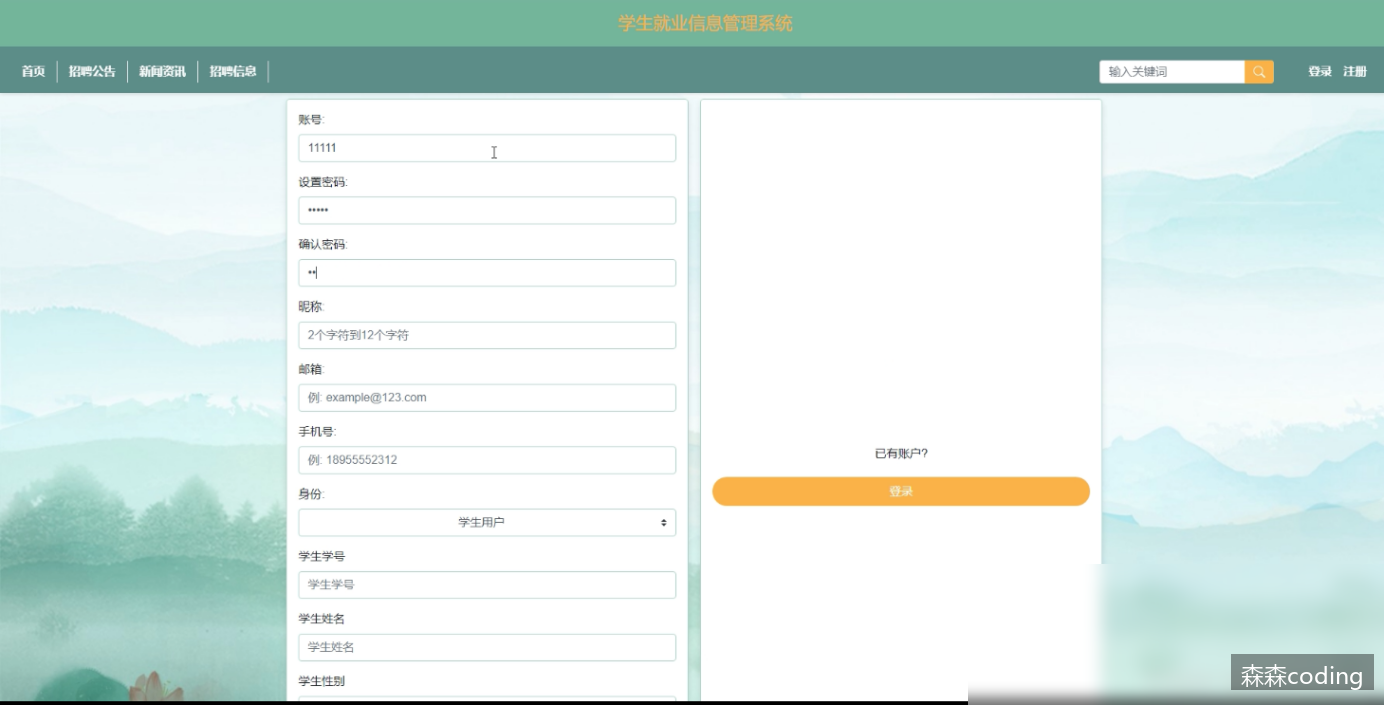 学生就业信息管理系统
首页 招聘公告 新闻资讯 招聘信息 输入关键词 登录 注册
账号:
11111
设置密码:
•••••
确认密码:
••
昵称:
2个字符到12个字符
邮箱:
例: example@123.com
手机号:
例: 18955552312
已有账户?
登录
身份:
学生用户
学生学号
学生学号
学生姓名
学生姓名
学生性别
森森coding